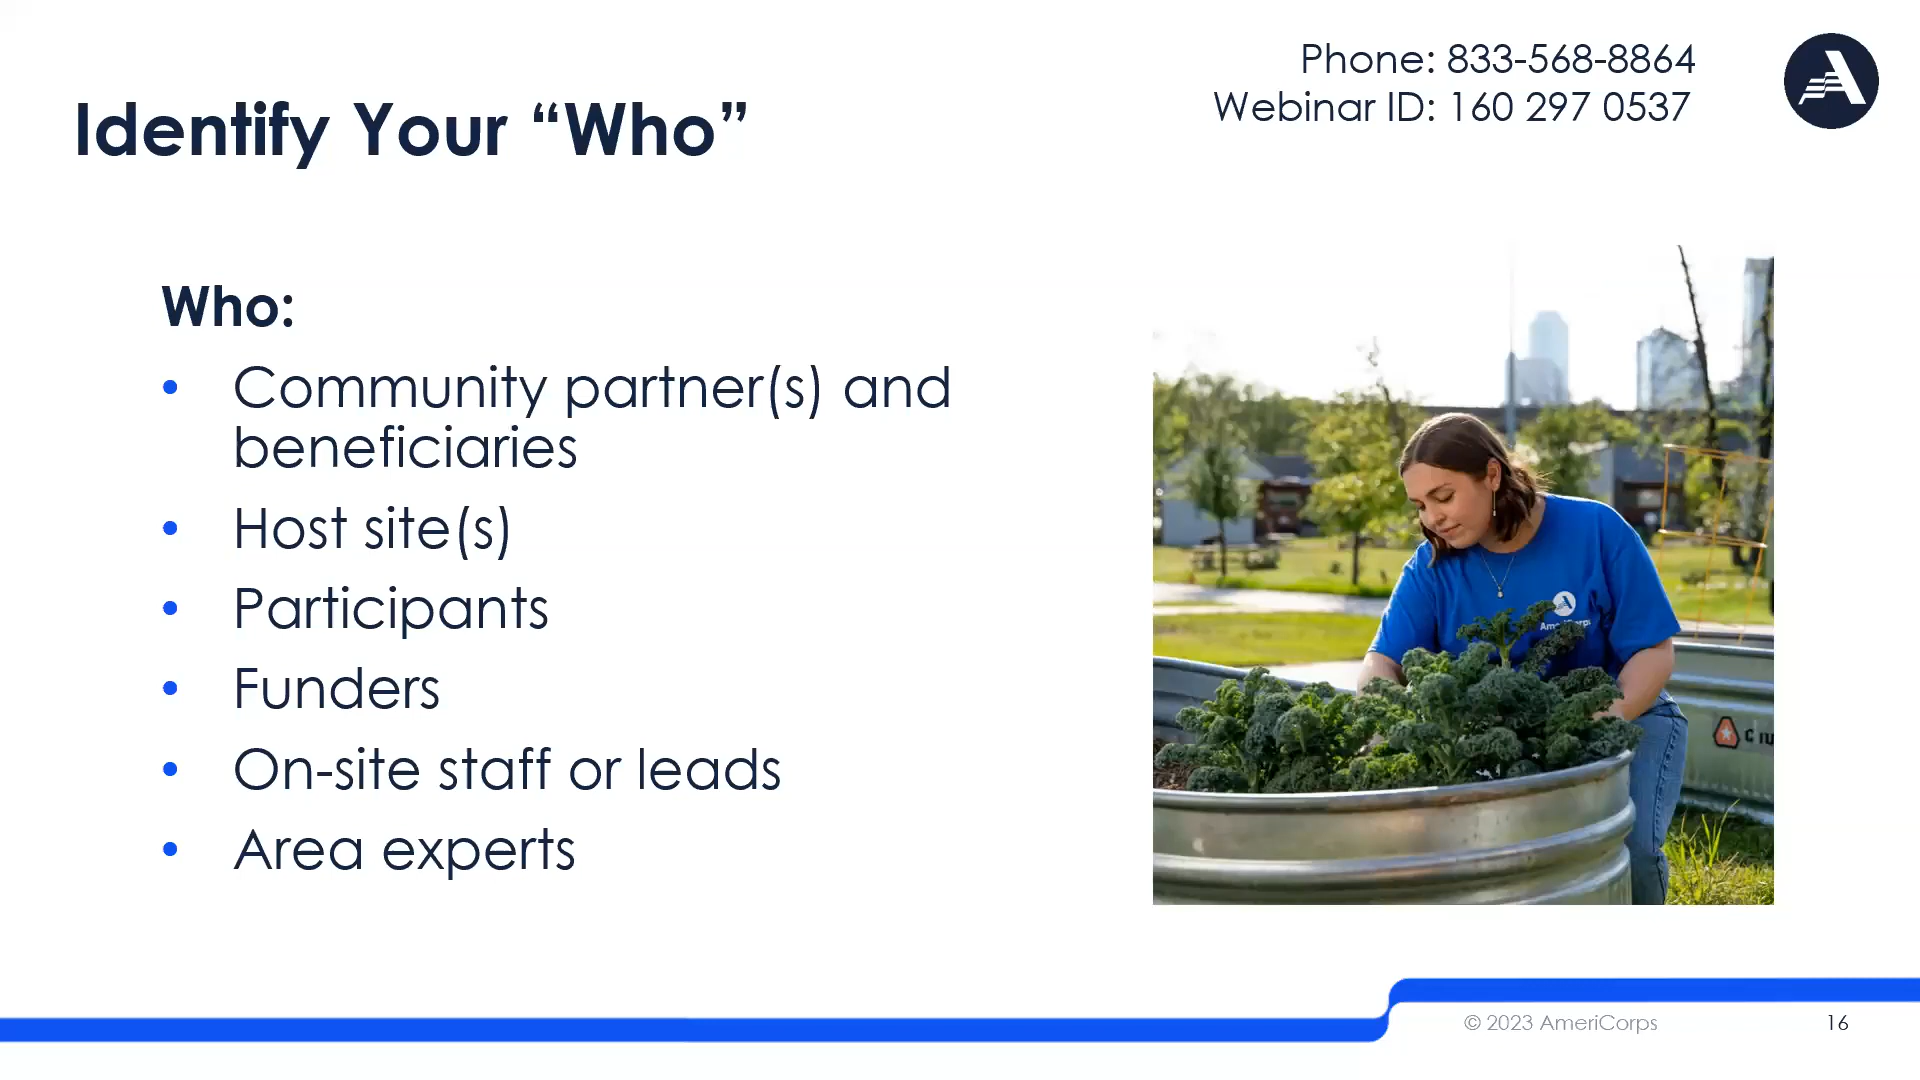 Phone: 833-568-8864
Webinar ID: 160 297 0537
Identify Your “Who”
Who:
• Community partner(s) and
beneficiaries
• Host site(s)
• Participants
• Funders
• On-site staff or leads
• Area experts
AmeriCorps
© 2023 AmeriCorps
16